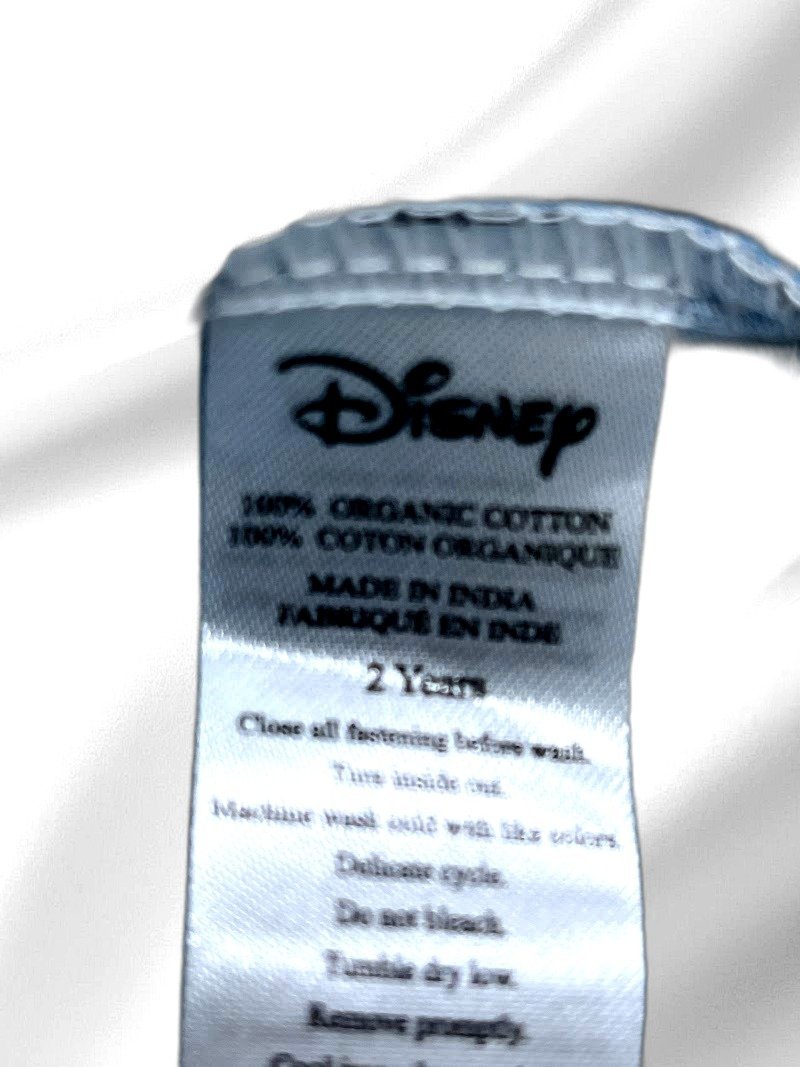 Disney
100% ORGANIC COTTON
100% COTON ORGANIQUE
MADE IN INDIA
FABRIQUÉ EN INDE
2 Years
Close all fastening before wash.
Turn inside out.
Machine wash cold with like colors.
Delicate cycle.
Do not bleach.
Tumble dry low.
Remove promptly.
Cool iron